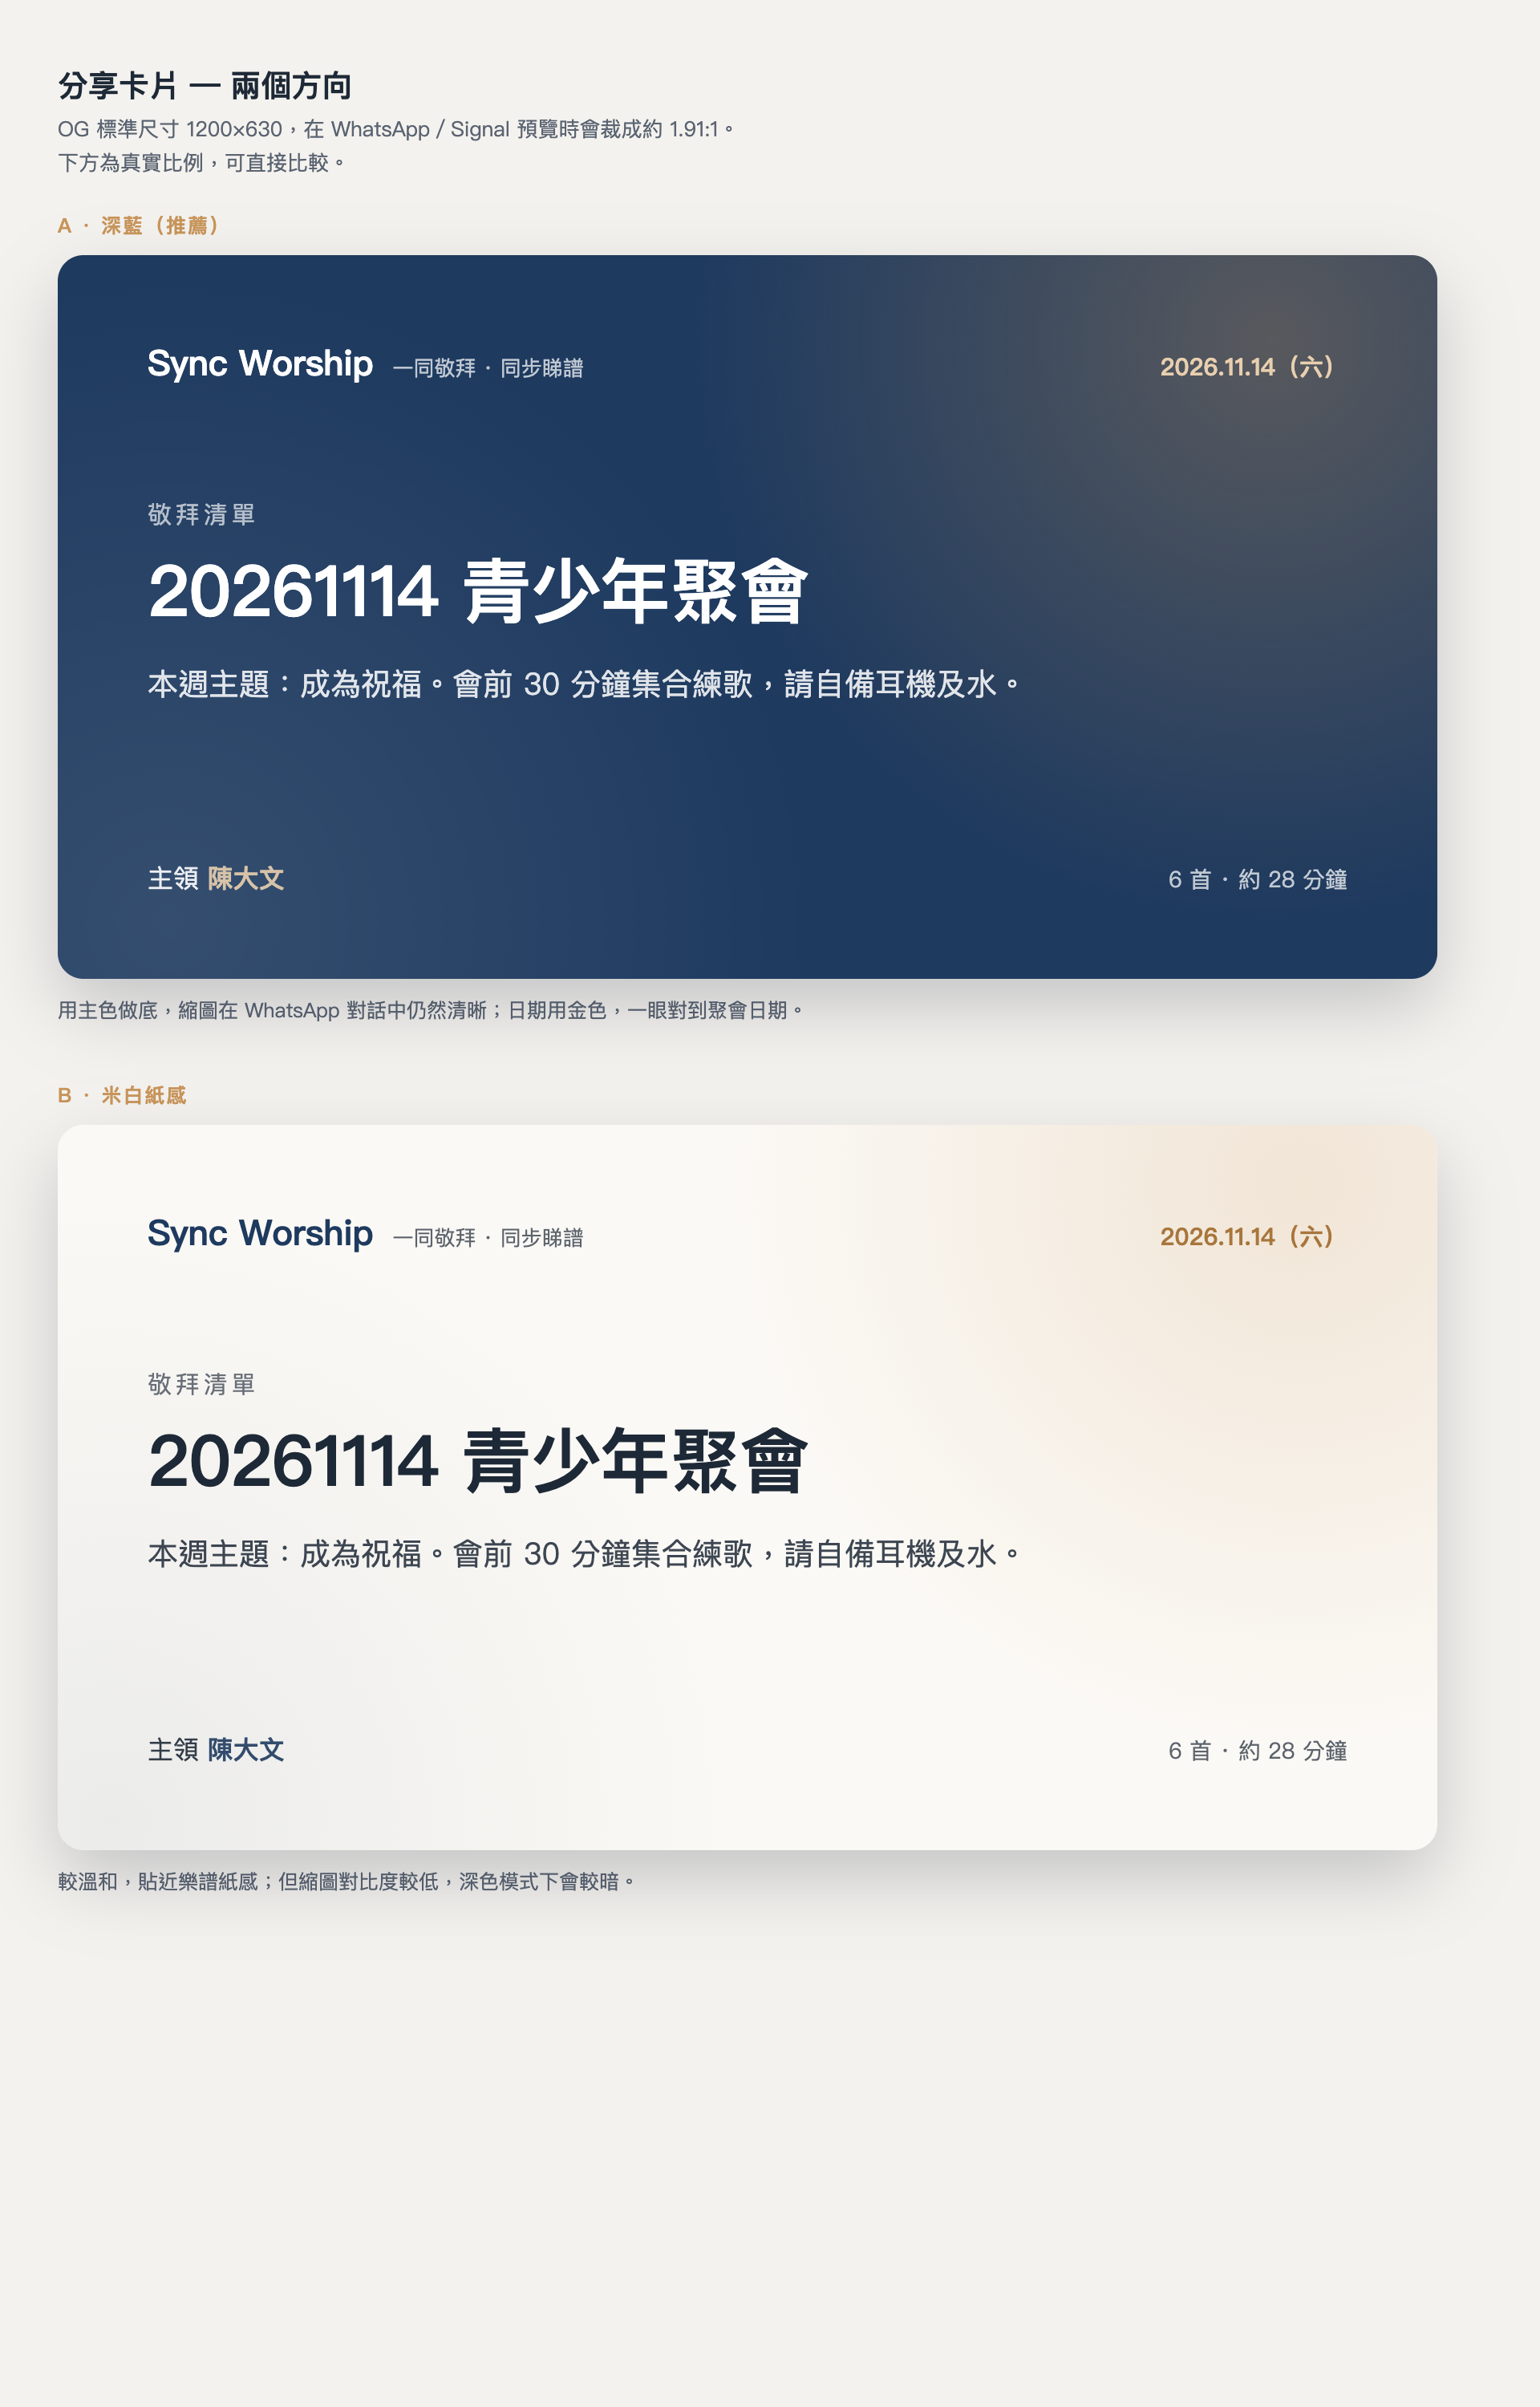 分享卡片 — 兩個方向
OG 標準尺寸 1200×630，在 WhatsApp / Signal 預覽時會裁成約 1.91:1。
下方為真實比例，可直接比較。
A · 深藍（推薦）
Sync Worship 一同敬拜 · 同步睇譜 2026.11.14（六）
敬拜清單
20261114 青少年聚會
本週主題：成為祝福。會前 30 分鐘集合練歌，請自備耳機及水。
主領 陳大文 6 首 · 約 28 分鐘
用主色做底，縮圖在 WhatsApp 對話中仍然清晰；日期用金色，一眼對到聚會日期。
B · 米白紙感
Sync Worship 一同敬拜 · 同步睇譜 2026.11.14（六）
敬拜清單
20261114 青少年聚會
本週主題：成為祝福。會前 30 分鐘集合練歌，請自備耳機及水。
主領 陳大文 6 首 · 約 28 分鐘
較溫和，貼近樂譜紙感；但縮圖對比度較低，深色模式下會較暗。